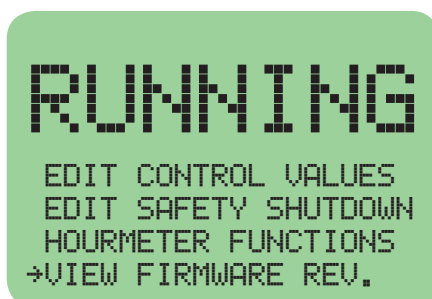 RUNNING
EDIT CONTROL VALUES
EDIT SAFETY SHUTDOWN
HOURMETER FUNCTIONS
→VIEW FIRMWARE REV.